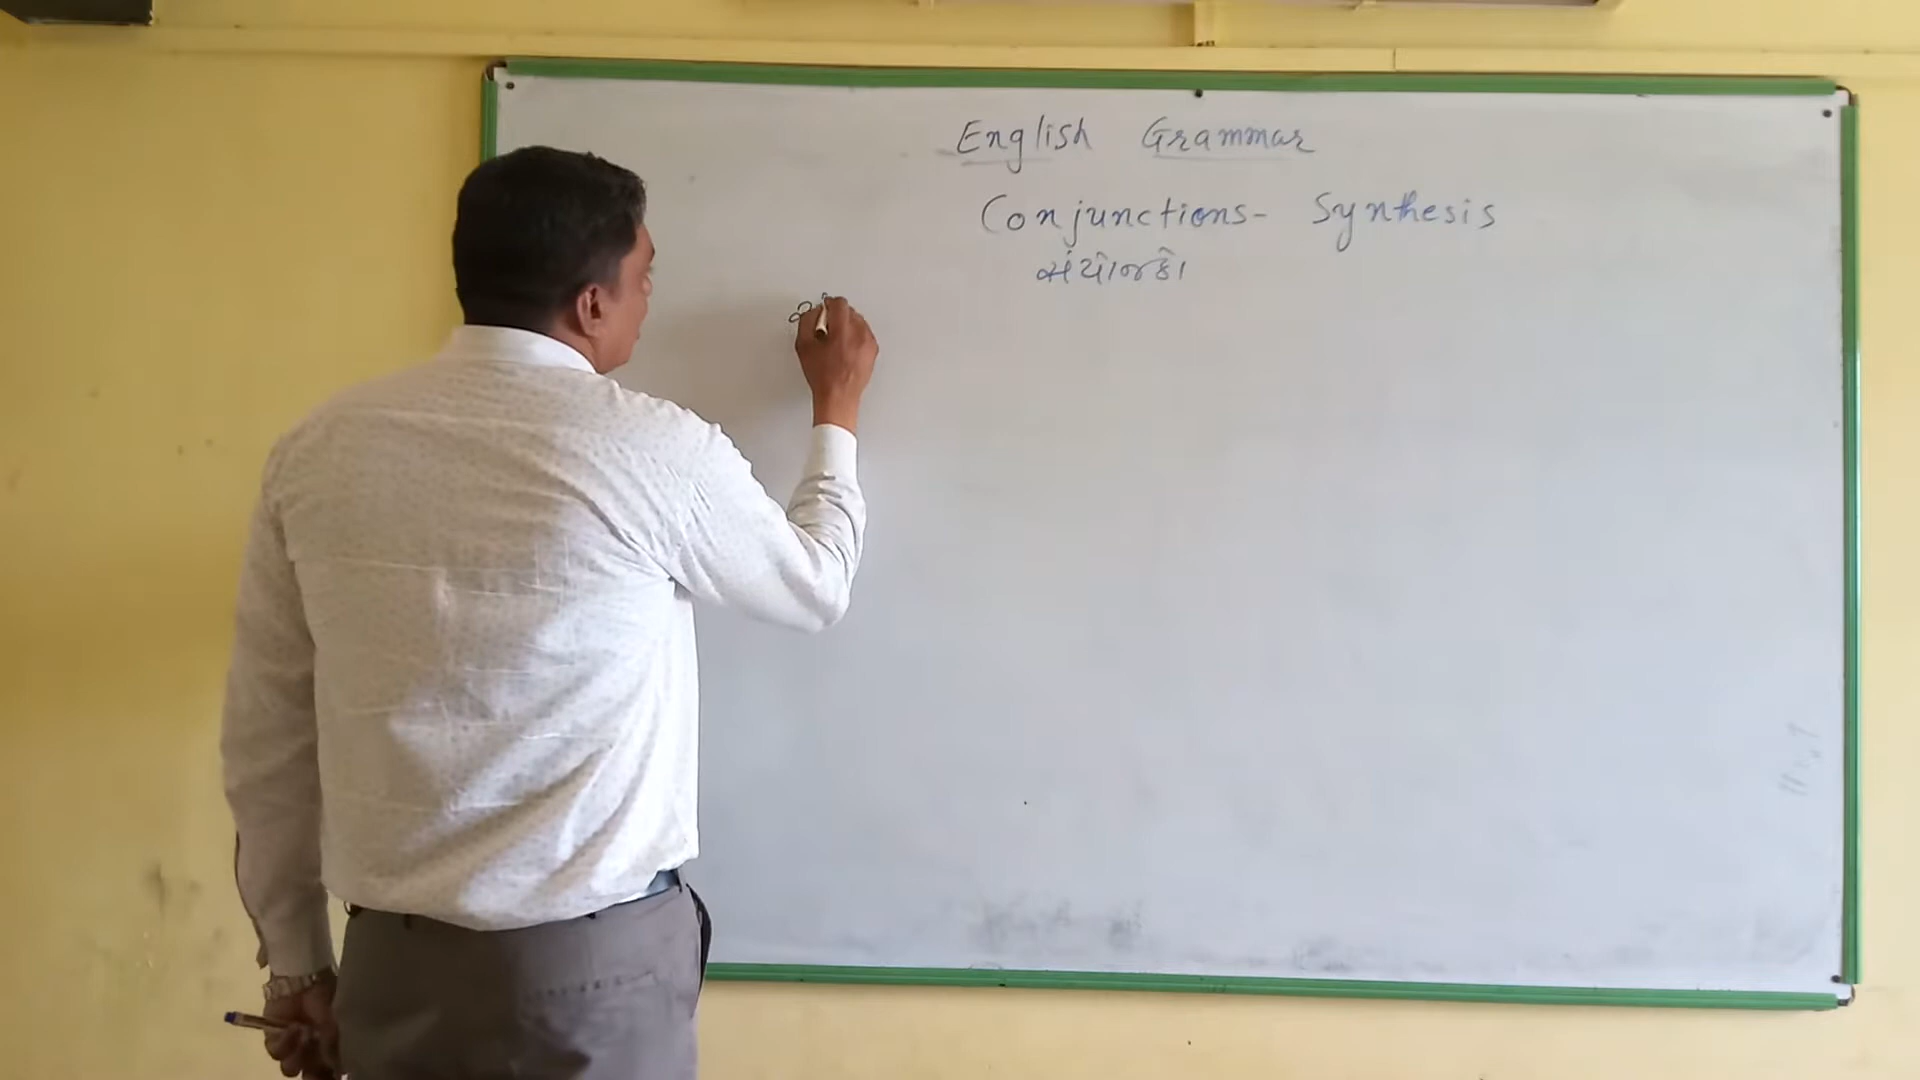 English Grammar
Conjunctions- Synthesis
સંયોજકો